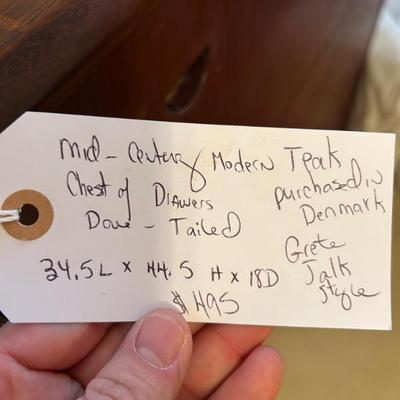 Mid-Century Modern Teak
Chest of Drawers
Dove-Tailed
34.5L x 44.5 H x 18D
$495
purchased in
Denmark
Grete
Jalk
Style